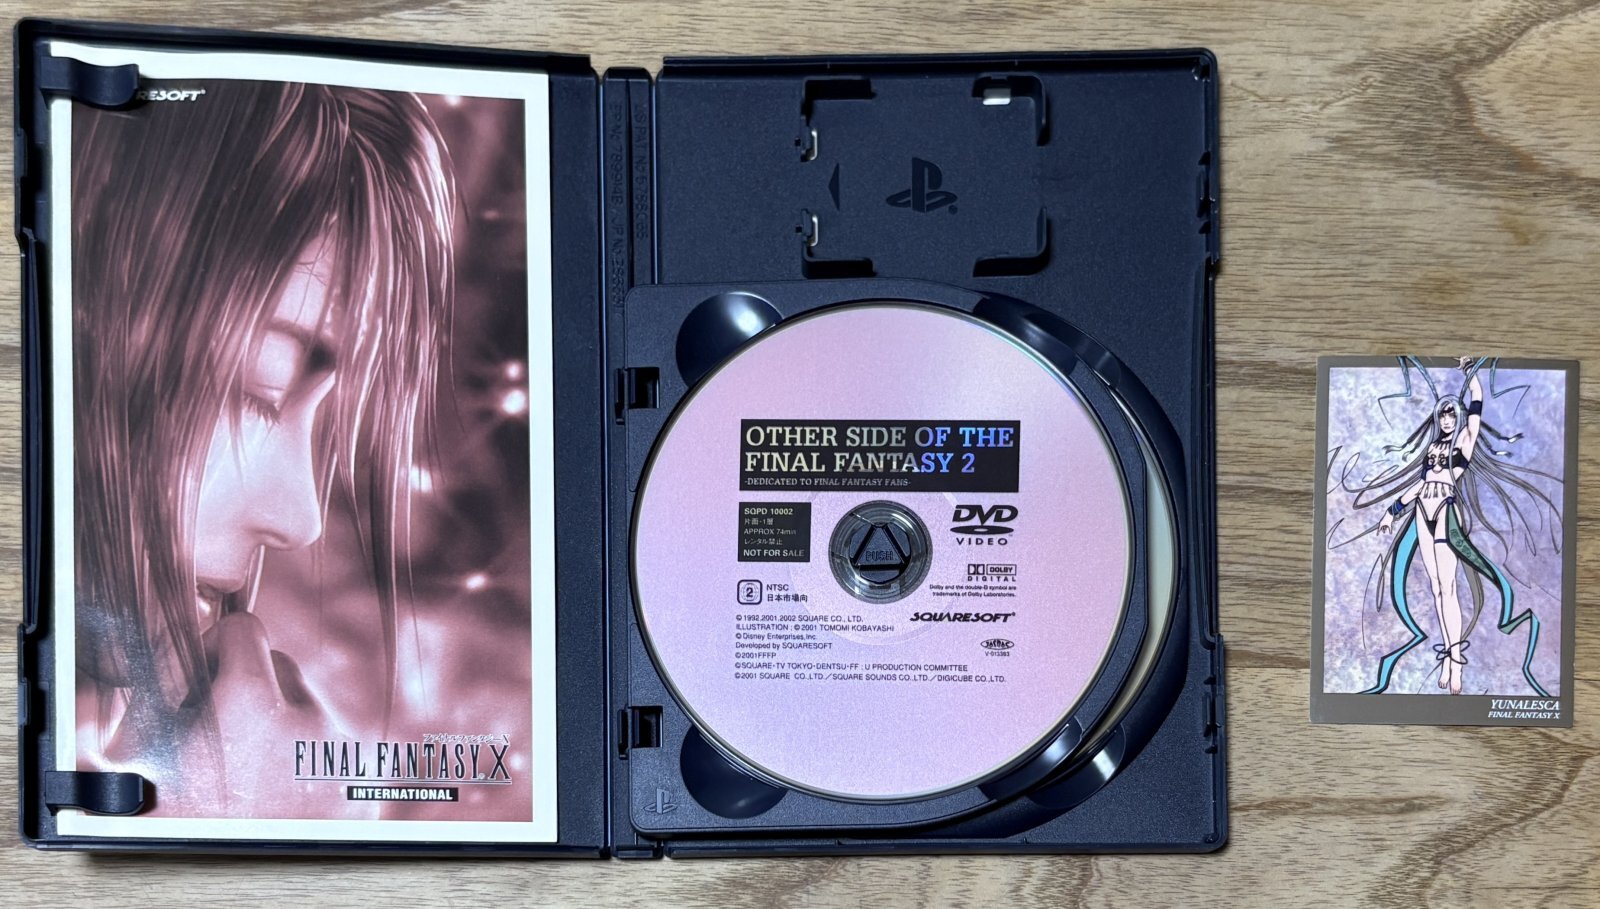 SQUARESOFT
ファイナルファンタジーX
FINAL FANTASY X
INTERNATIONAL
OTHER SIDE OF THE
FINAL FANTASY 2
-DEDICATED TO FINAL FANTASY FANS-
SQPD 10002
片面・1層
APPROX 74min
レンタル禁止
NOT FOR SALE
DVD
VIDEO
PUSH
2
NTSC
日本市場向
DOLBY
DIGITAL
Dolby and the double-D symbol are
trademarks of Dolby Laboratories.
©1992,2001,2002 SQUARE CO., LTD.
ILLUSTRATION : ©2001 TOMOMI KOBAYASHI
©Disney Enterprises,Inc.
Developed by SQUARESOFT
©2001FFFP
©SQUARE・TV TOKYO・DENTSU・FF : U PRODUCTION COMMITTEE
©2001 SQUARE CO.,LTD./SQUARE SOUNDS CO.,LTD./DIGICUBE CO.,LTD.
SQUARESOFT
JASRAC
V-013383
YUNALESCA
FINAL FANTASY X